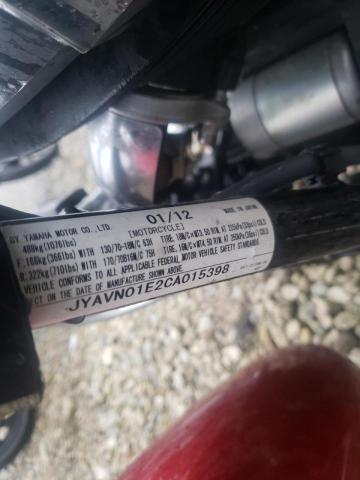 01/12
MADE IN JAPAN
BY YAMAHA MOTOR CO.,LTD. [MOTORCYCLE]
488kg(1076lbs)
F:166kg(366lbs) WITH 130/70-18M/C 63H TIRE, 18M/C×MT3.50 RIM, AT 225kPa(33psi) COLD
R:322kg(710lbs) WITH 170/70B16M/C 75H TIRE, 16M/C×MT4.50 RIM, AT 250kPa(36psi) COLD
VEHICLE CONFORMS TO ALL APPLICABLE FEDERAL MOTOR VEHICLE SAFETY STANDARDS
ECT ON THE DATE OF MANUFACTURE SHOWN ABOVE.
JYAVN01E2CA015398